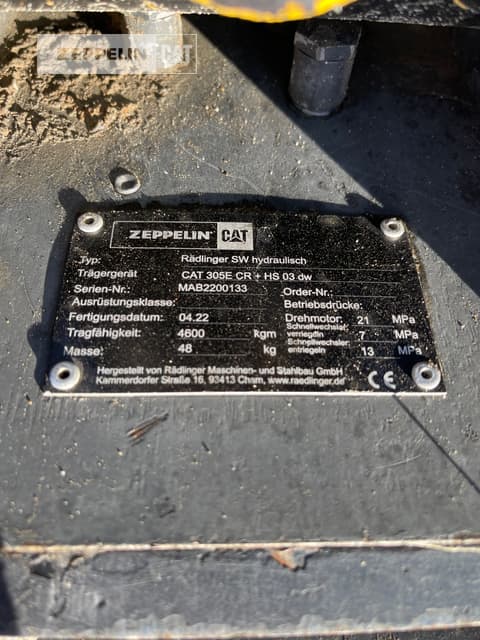 ZEPPELIN CAT
ZEPPELIN CAT
Typ: Rädlinger SW hydraulisch
Trägergerät CAT 305E CR + HS 03 dw
Serien-Nr.: MAB2200133 Order-Nr.:
Ausrüstungsklasse: Betriebsdrücke:
Fertigungsdatum: 04.22 Drehmotor: 21 MPa
Tragfähigkeit: 4600 kgm Schnellwechsler verriegeln 7 MPa
Masse: 48 kg Schnellwechsler entriegeln 13 MPa
Hergestellt von Rädlinger Maschinen- und Stahlbau GmbH
Kammerdorfer Straße 16, 93413 Cham, www.raedlinger.de
CE